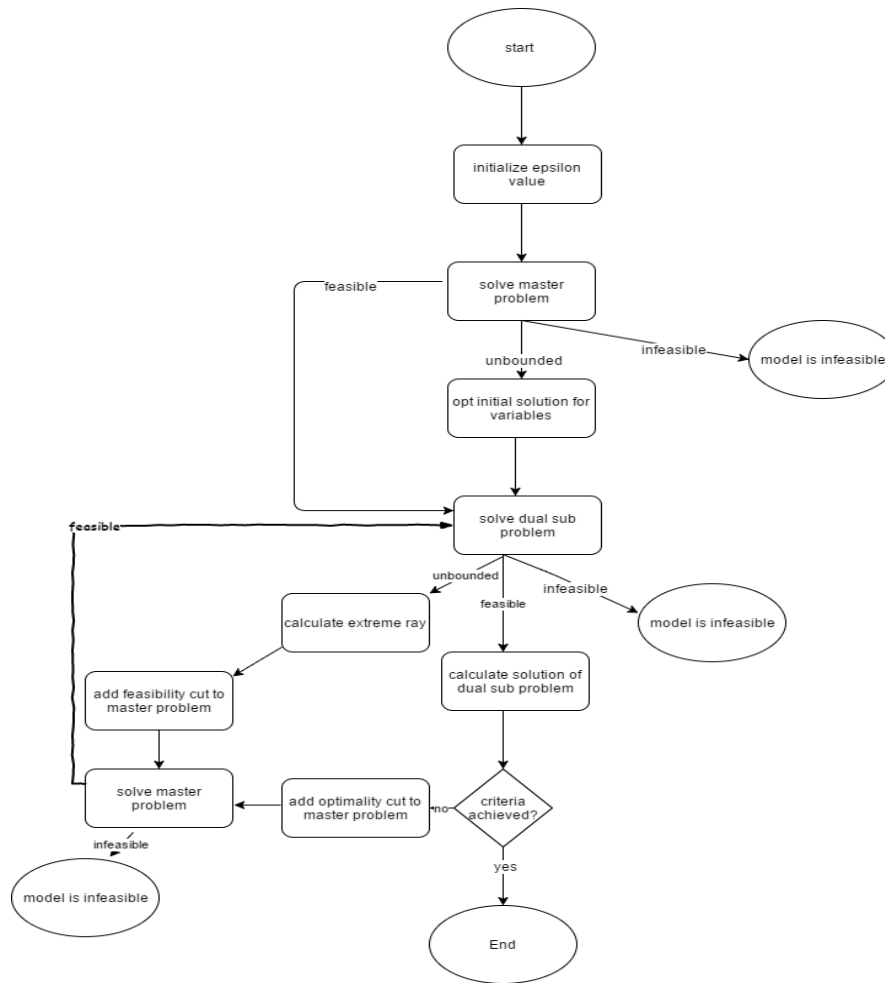 start
initialize epsilon
value
feasible
solve master
problem
infeasible
model is infeasible
unbounded
opt initial solution for
variables
feasible
solve dual sub
problem
unbounded
feasible
infeasible
model is infeasible
calculate extreme ray
calculate solution of
dual sub problem
add feasibility cut to
master problem
solve master
problem
add optimality cut to
master problem
no
criteria
achieved?
infeasible
model is infeasible
yes
End